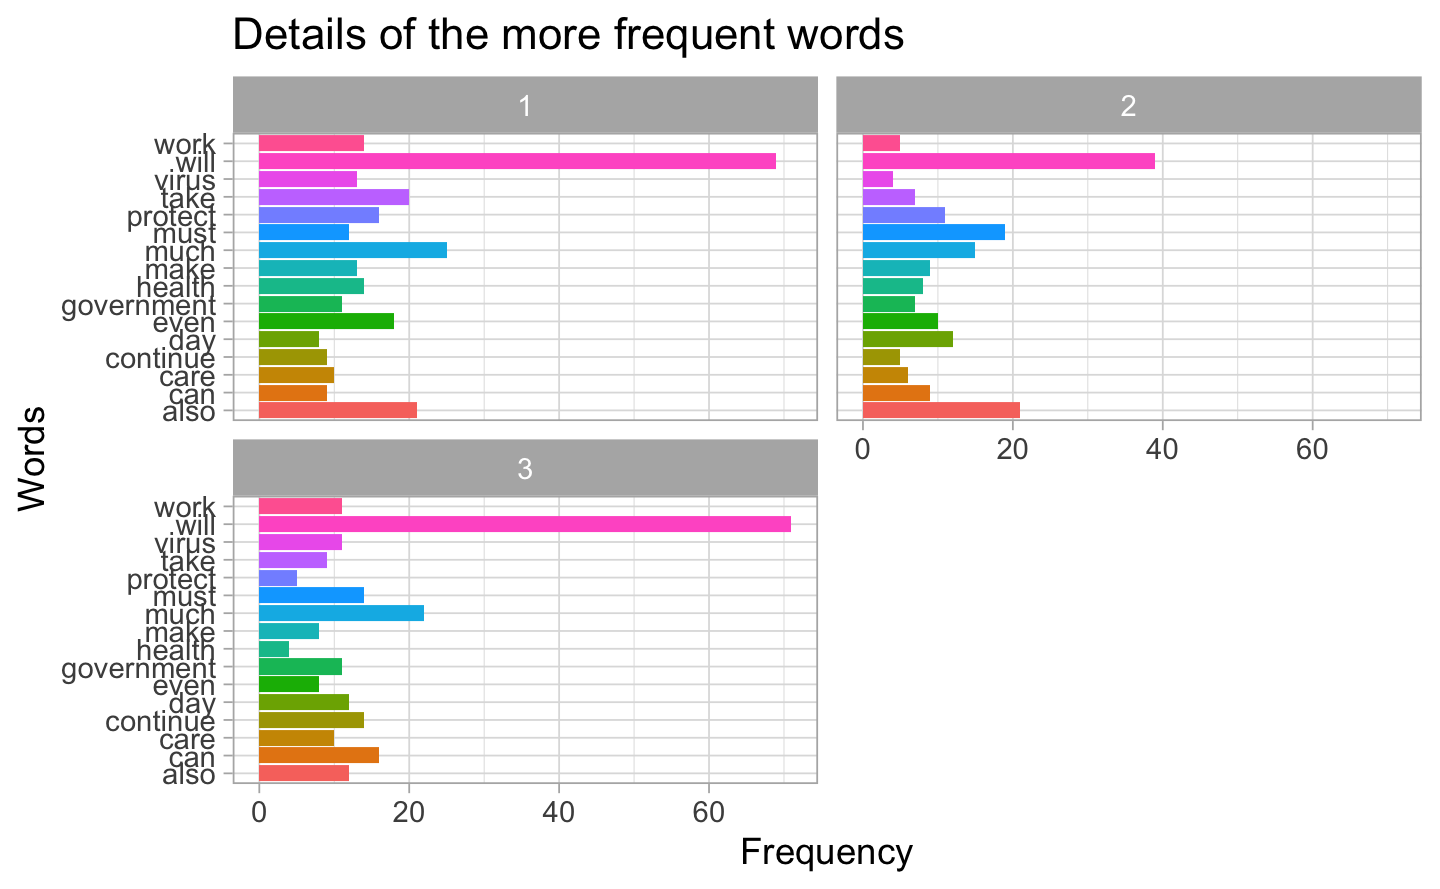 Details of the more frequent words
1
2
work
will
virus
take
protect
must
much
make
health
government
even
day
continue
care
can
also
0 20 40 60
3
work
will
virus
take
protect
must
much
make
health
government
even
day
continue
care
can
also
0 20 40 60
Words
Frequency